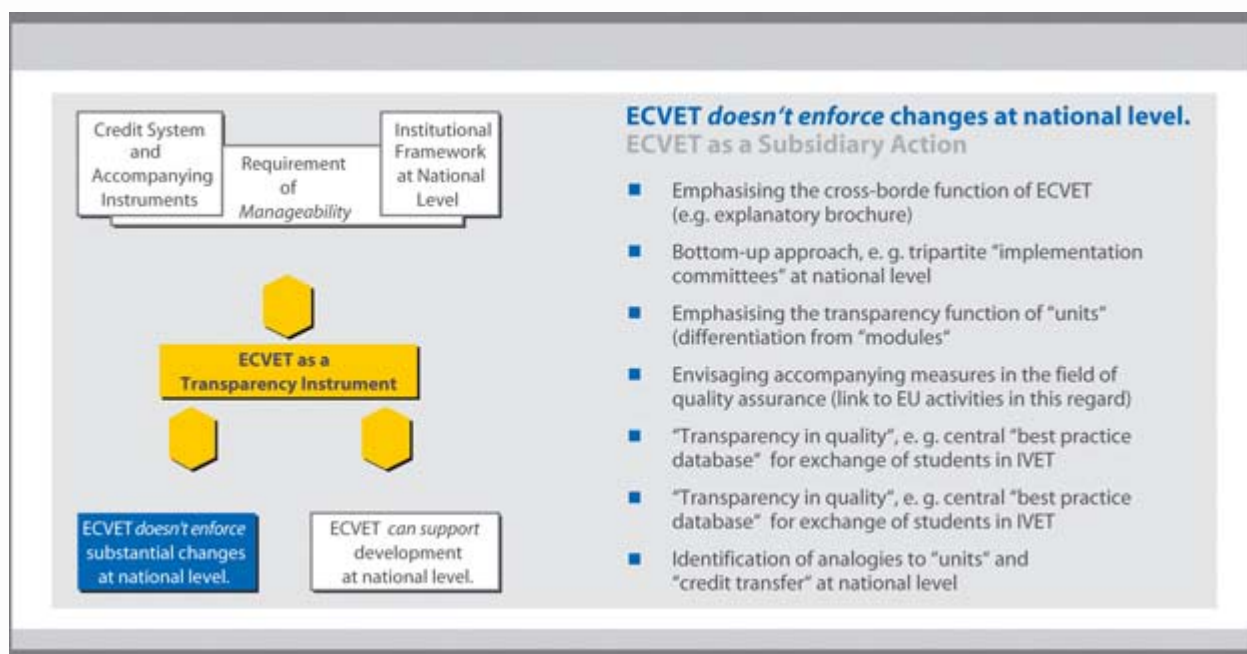 Credit System
and
Accompanying
Instruments
Requirement
of
Manageability
Institutional
Framework
at National
Level
ECVET as a
Transparency Instrument
ECVET doesn't enforce
substantial changes
at national level.
ECVET can support
development
at national level.
ECVET doesn't enforce changes at national level.
ECVET as a Subsidiary Action
■ Emphasising the cross-borde function of ECVET
(e.g. explanatory brochure)
■ Bottom-up approach, e. g. tripartite "implementation
committees" at national level
■ Emphasising the transparency function of "units"
(differentiation from "modules"
■ Envisaging accompanying measures in the field of
quality assurance (link to EU activities in this regard)
■ "Transparency in quality", e. g. central "best practice
database" for exchange of students in IVET
■ "Transparency in quality", e. g. central "best practice
database" for exchange of students in IVET
■ Identification of analogies to "units" and
"credit transfer" at national level